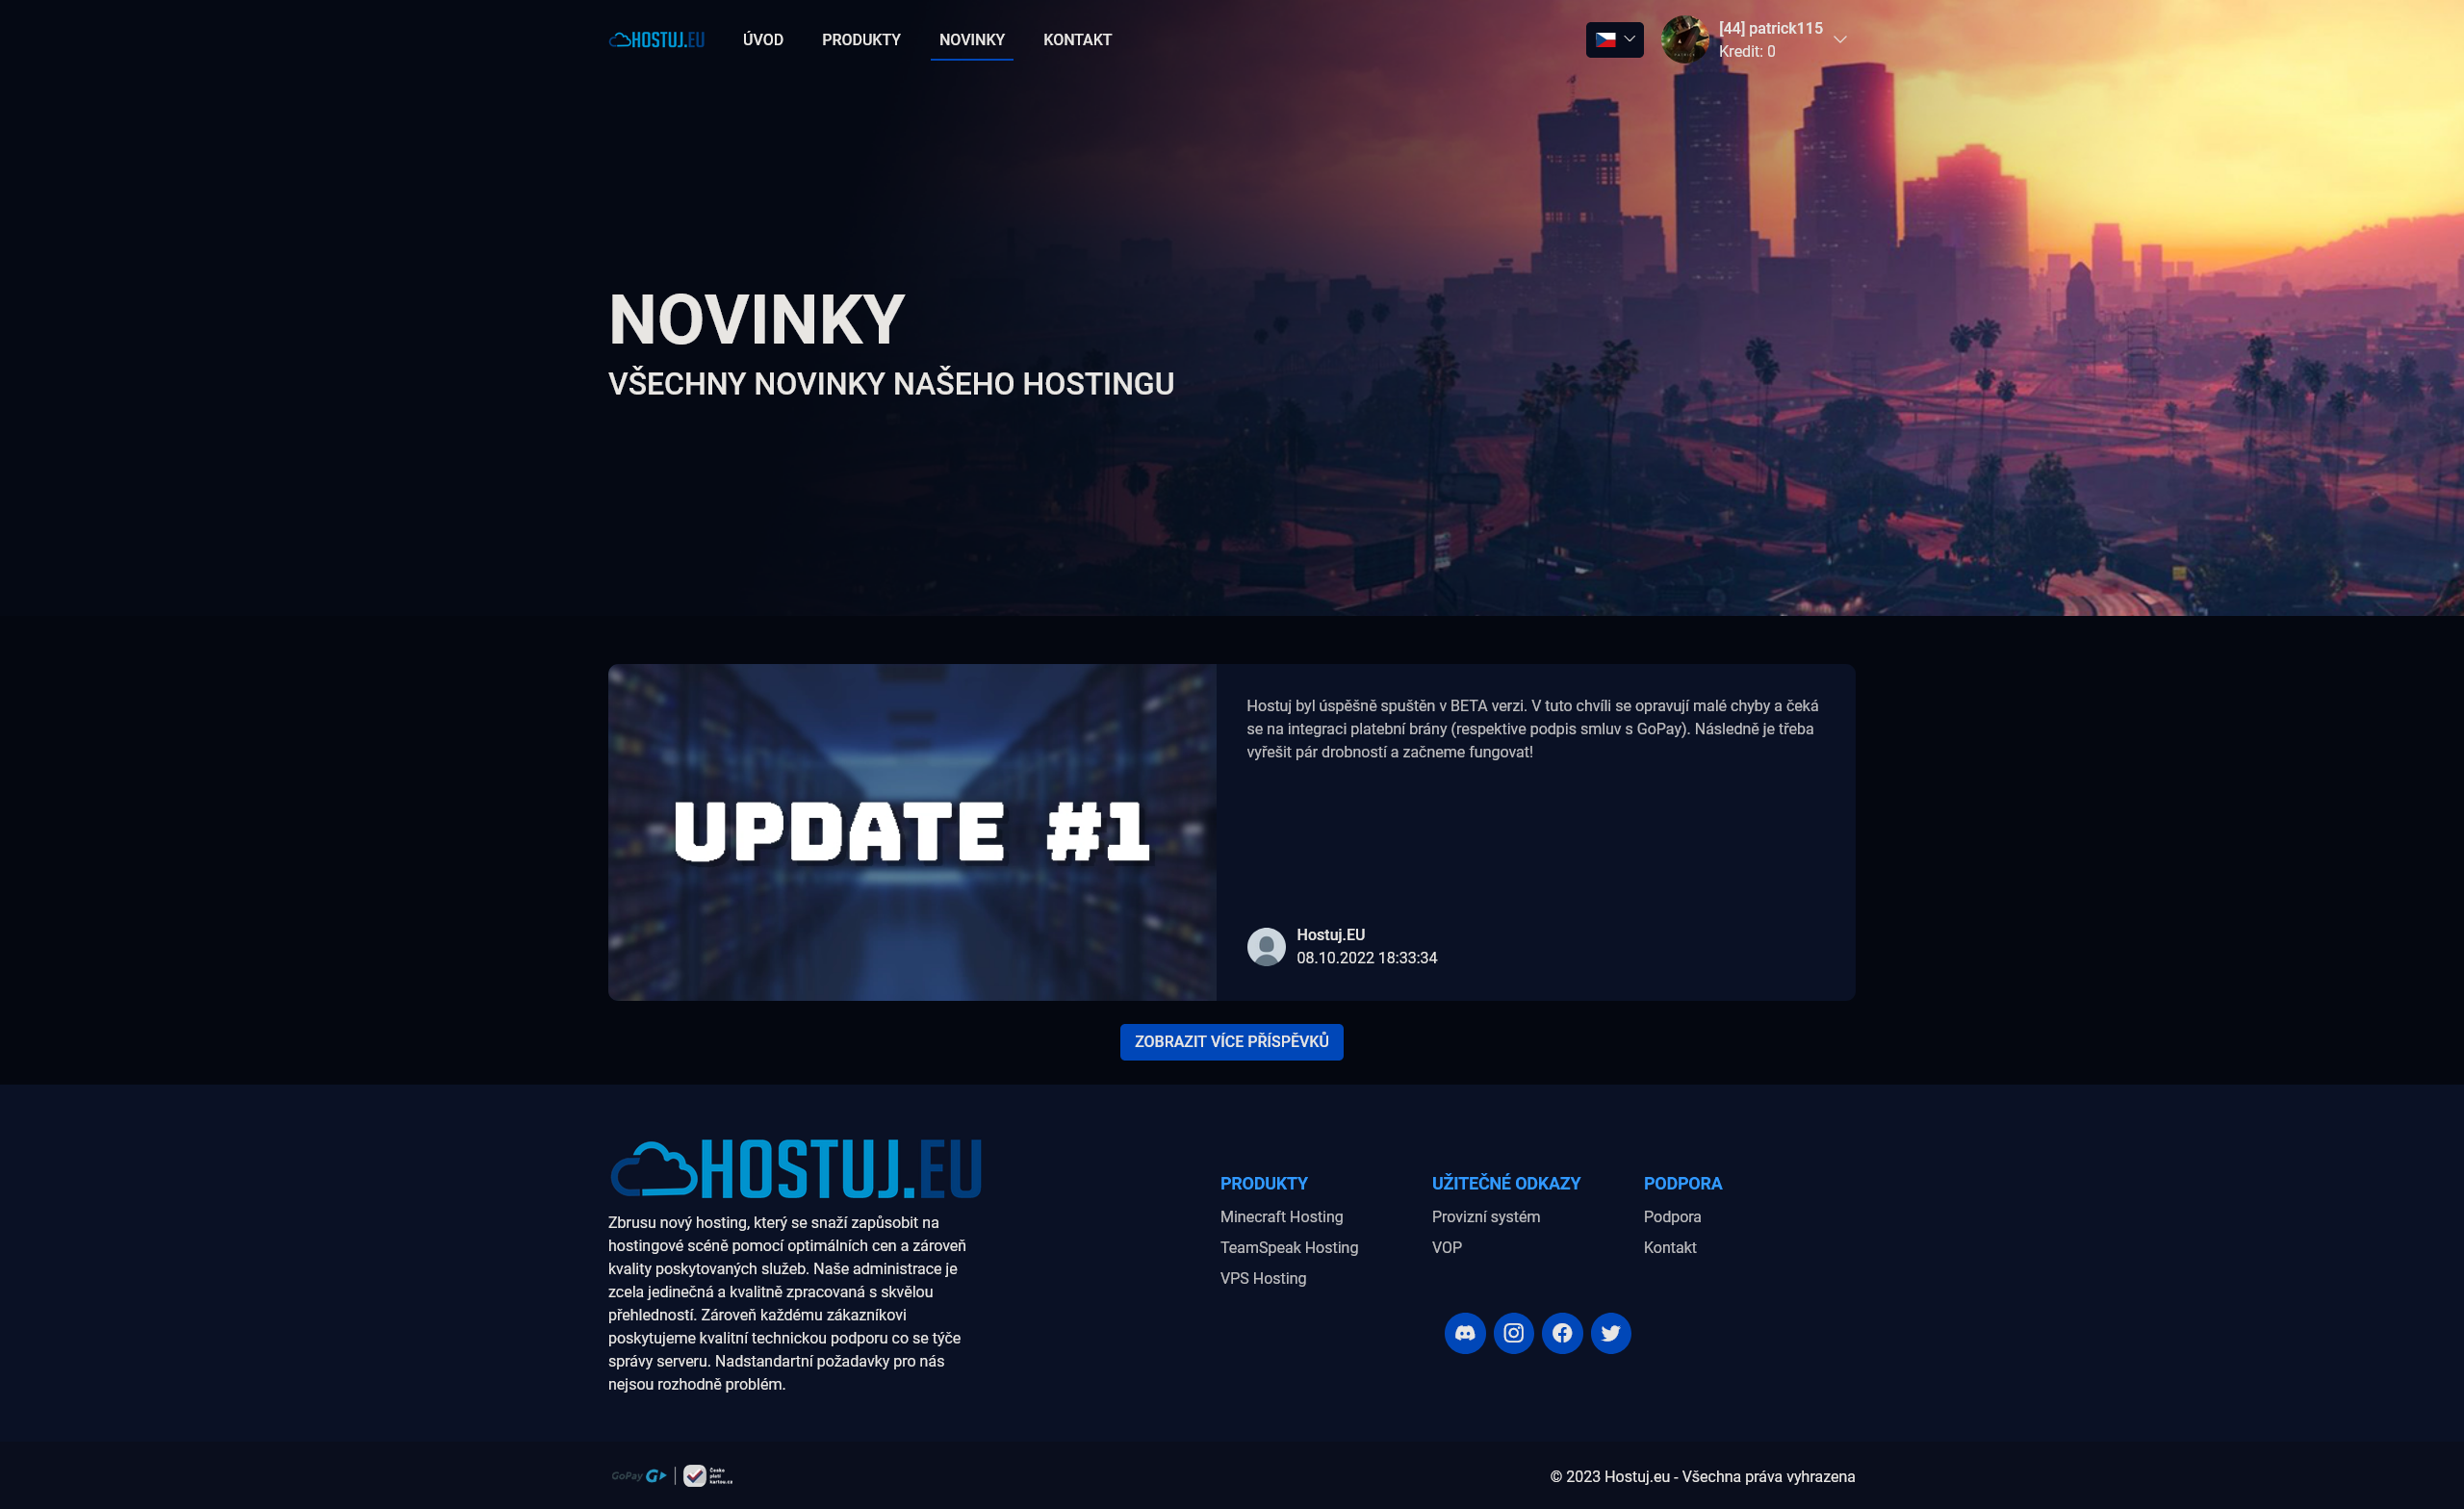 HOSTUJ.EU
ÚVOD
PRODUKTY
NOVINKY
KONTAKT
[44] patrick115
Kredit: 0
NOVINKY
VŠECHNY NOVINKY NAŠEHO HOSTINGU
UPDATE #1
Hostuj byl úspěšně spuštěn v BETA verzi. V tuto chvíli se opravují malé chyby a čeká
se na integraci platební brány (respektive podpis smluv s GoPay). Následně je třeba
vyřešit pár drobností a začneme fungovat!
Hostuj.EU
08.10.2022 18:33:34
ZOBRAZIT VÍCE PŘÍSPĚVKŮ
HOSTUJ.EU
Zbrusu nový hosting, který se snaží zapůsobit na
hostingové scéně pomocí optimálních cen a zároveň
kvality poskytovaných služeb. Naše administrace je
zcela jedinečná a kvalitně zpracovaná s skvělou
přehledností. Zároveň každému zákazníkovi
poskytujeme kvalitní technickou podporu co se týče
správy serveru. Nadstandartní požadavky pro nás
nejsou rozhodně problém.
PRODUKTY
Minecraft Hosting
TeamSpeak Hosting
VPS Hosting
UŽITEČNÉ ODKAZY
Provizní systém
VOP
PODPORA
Podpora
Kontakt
GoPay
Česko
platí
kartou.cz
© 2023 Hostuj.eu - Všechna práva vyhrazena